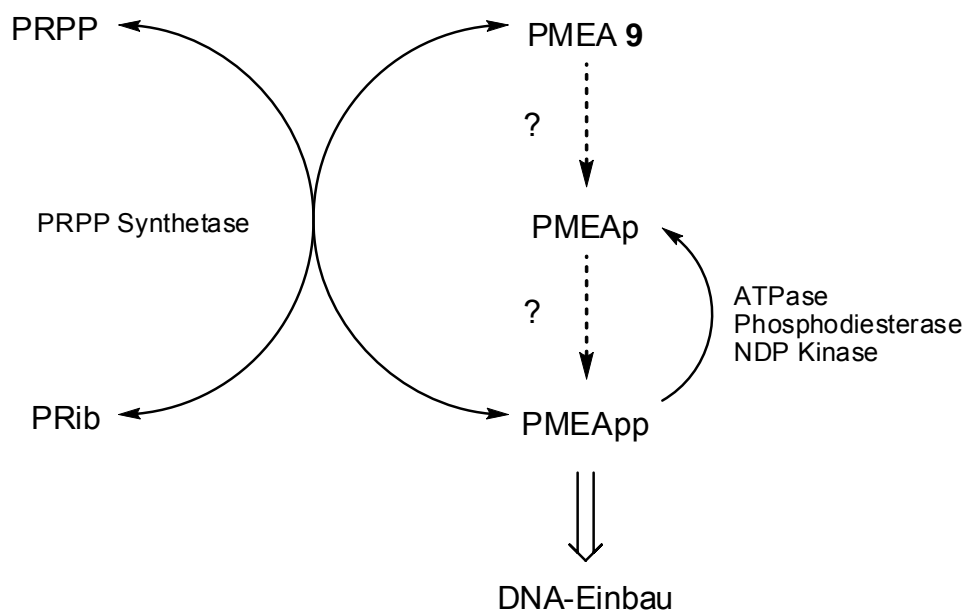 PRPP
PMEA 9
?
PRPP Synthetase
PMEAp
?
ATPase
Phosphodiesterase
NDP Kinase
PRib
PMEApp
DNA-Einbau